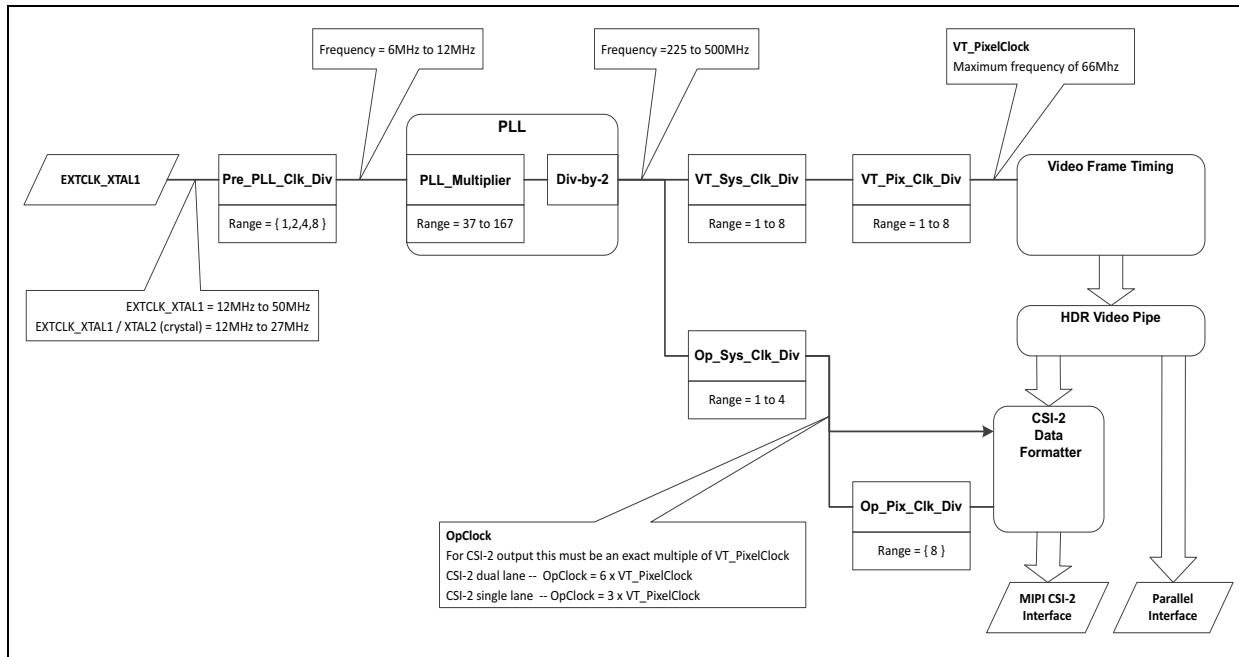 Frequency = 6MHz to 12MHz
Frequency =225 to 500MHz
VT_PixelClock
Maximum frequency of 66Mhz
PLL
EXTCLK_XTAL1
Pre_PLL_Clk_Div
Range = { 1,2,4,8 }
PLL_Multiplier
Range = 37 to 167
Div-by-2
VT_Sys_Clk_Div
Range = 1 to 8
VT_Pix_Clk_Div
Range = 1 to 8
Video Frame Timing
EXTCLK_XTAL1 = 12MHz to 50MHz
EXTCLK_XTAL1 / XTAL2 (crystal) = 12MHz to 27MHz
HDR Video Pipe
Op_Sys_Clk_Div
Range = 1 to 4
CSI-2
Data
Formatter
Op_Pix_Clk_Div
Range = { 8 }
OpClock
For CSI-2 output this must be an exact multiple of VT_PixelClock
CSI-2 dual lane -- OpClock = 6 x VT_PixelClock
CSI-2 single lane -- OpClock = 3 x VT_PixelClock
MIPI CSI-2
Interface
Parallel
Interface